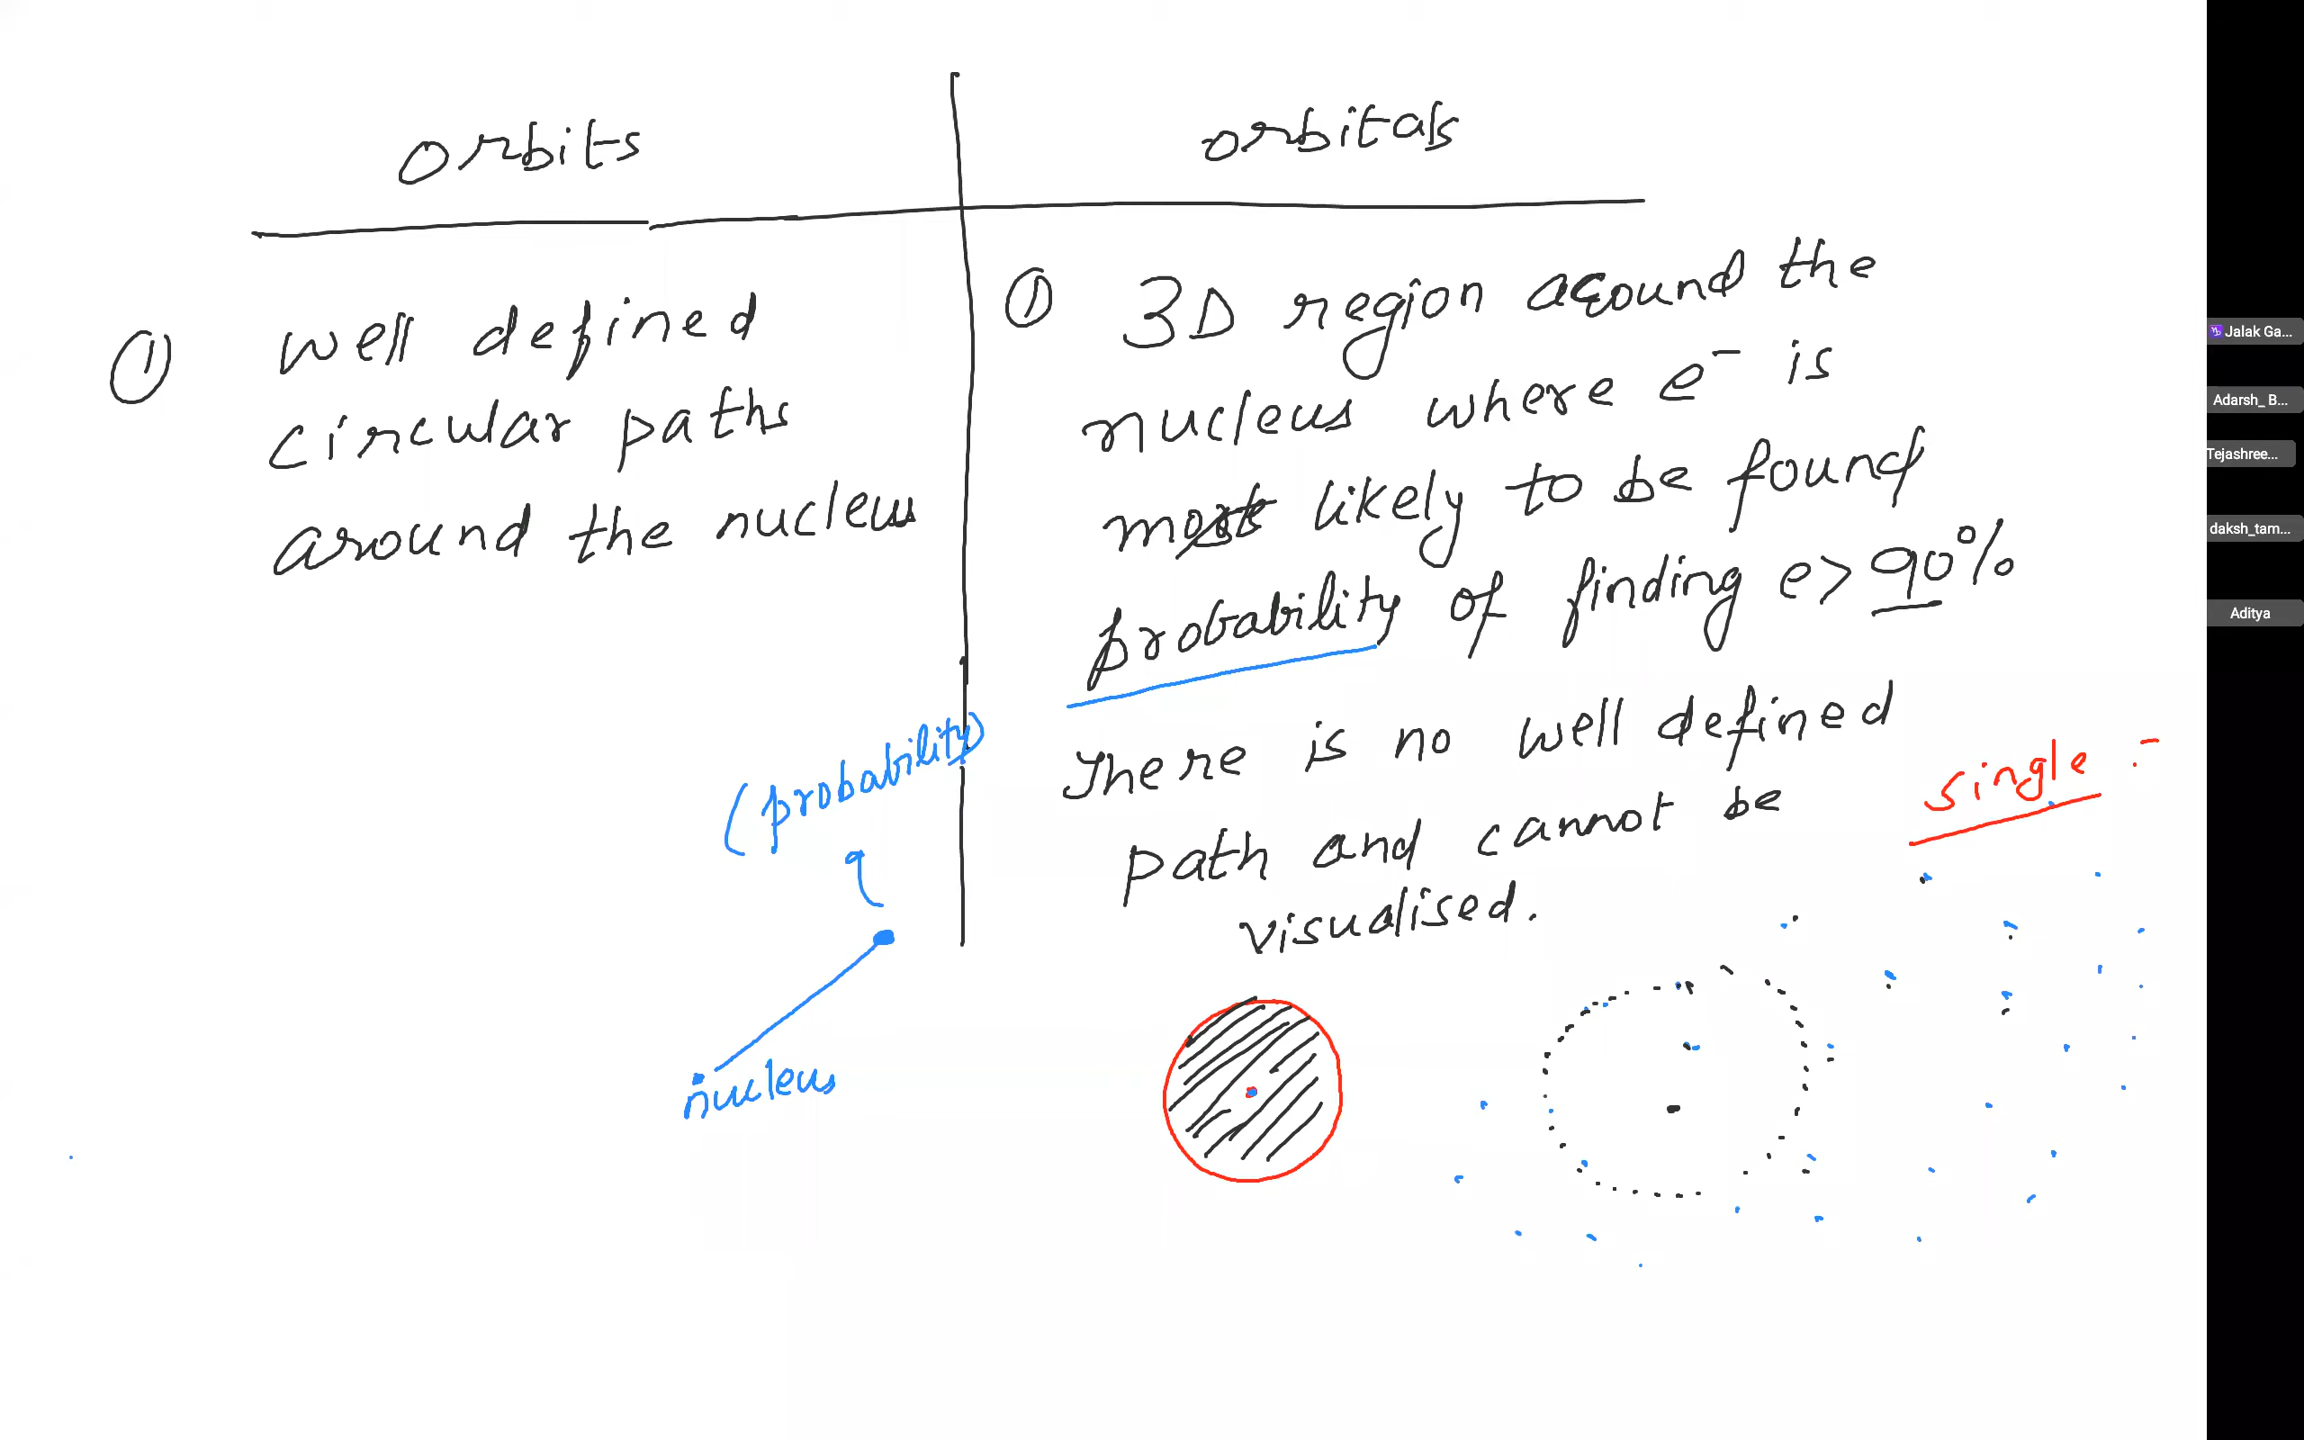 orbits
orbitals
① well defined
circular paths
around the nucleus
① 3D region around the
nucleus where e⁻ is
most likely to be found
probability of finding e > 90%
There is no well defined
path and cannot be
visualised.
(probability)
nucleus
single
Jalak Ga...
Adarsh_ B...
Tejashree...
daksh_tam...
Aditya